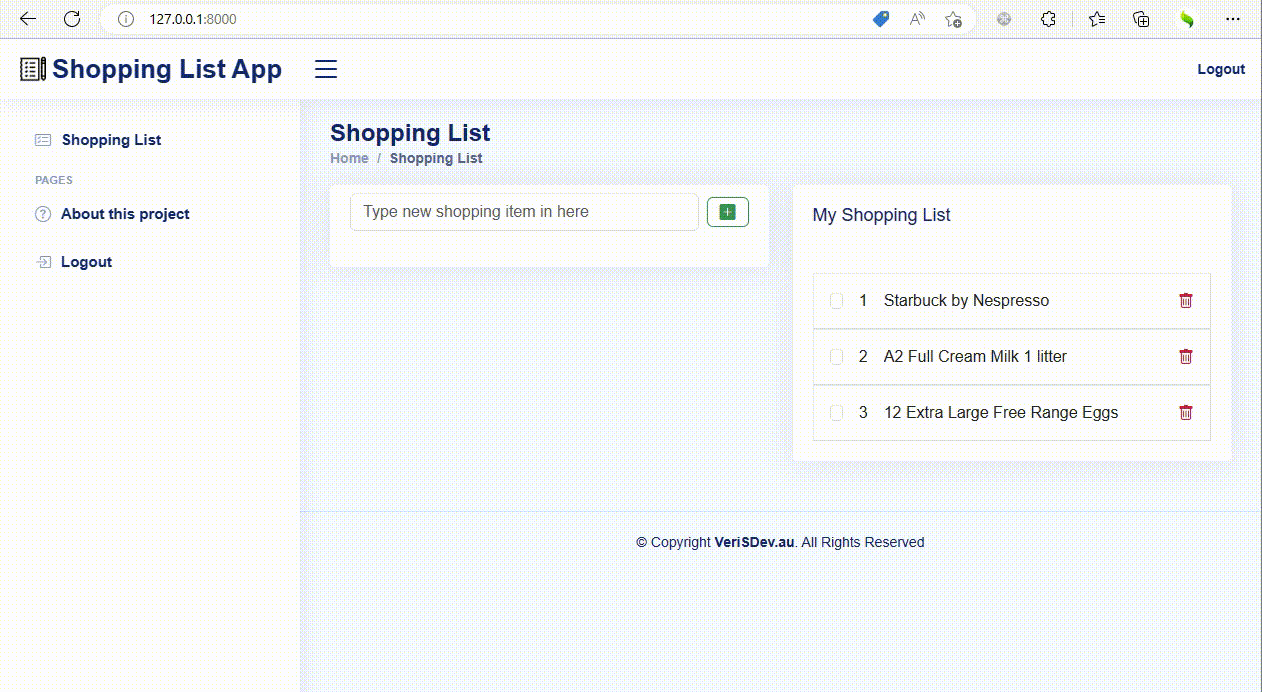 127.0.0.1:8000
Shopping List App
Logout
Shopping List
PAGES
About this project
Logout
Shopping List
Home / Shopping List
Type new shopping item in here
My Shopping List
1 Starbuck by Nespresso
2 A2 Full Cream Milk 1 litter
3 12 Extra Large Free Range Eggs
© Copyright VeriSDev.au. All Rights Reserved